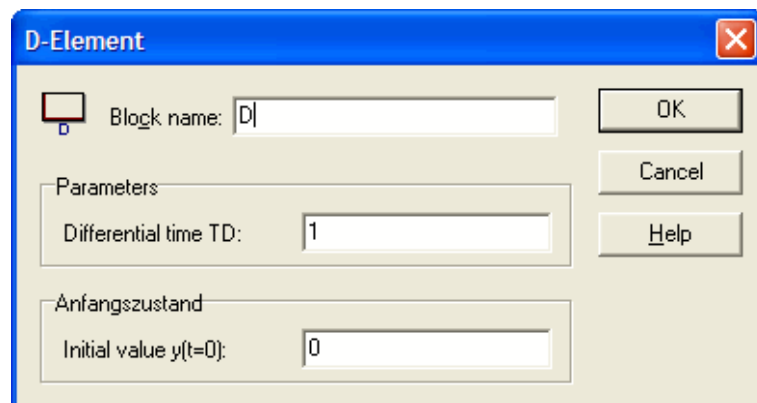 D-Element
D
Block name: D
OK
Cancel
Help
Parameters
Differential time TD: 1
Anfangszustand
Initial value y(t=0): 0